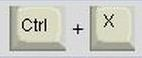 Ctrl + X